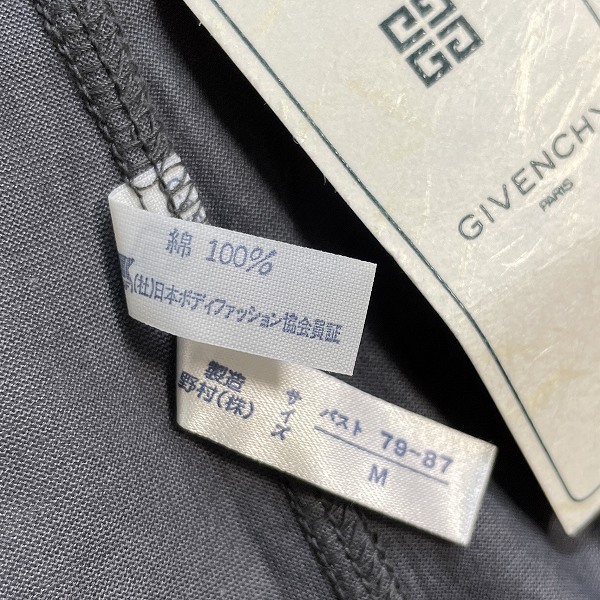 GIVENCHY
PARIS
綿 100%
(社)日本ボディファッション協会員証
製造
野村(株)
サイズ
バスト 79-87
M